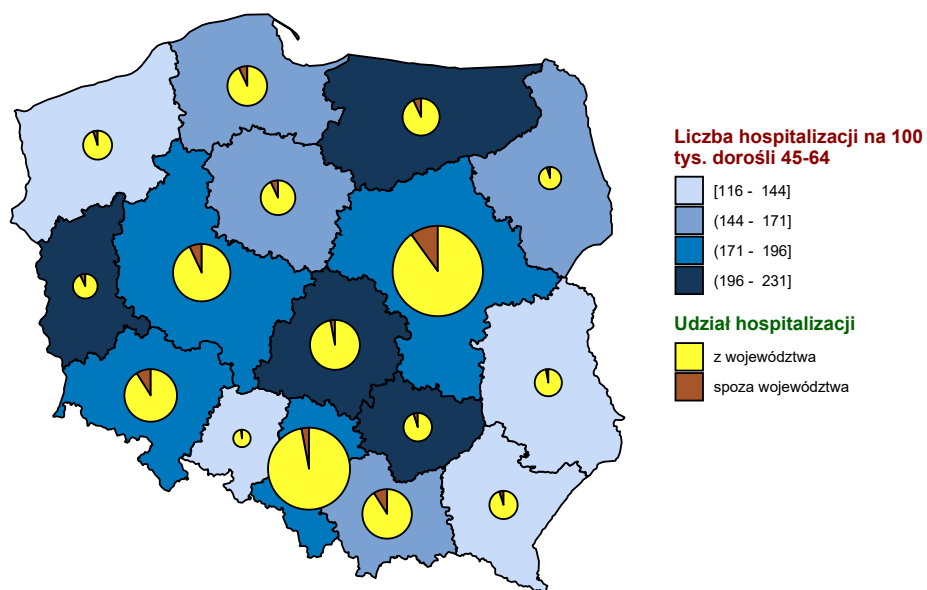 Liczba hospitalizacji na 100
tys. dorośli 45-64
[116 - 144]
(144 - 171]
(171 - 196]
(196 - 231]
Udział hospitalizacji
z województwa
spoza województwa